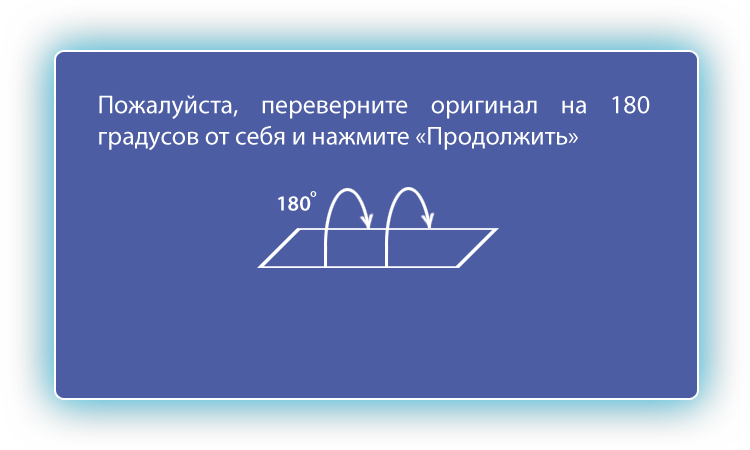 Пожалуйста, переверните оригинал на 180
градусов от себя и нажмите «Продолжить»
180°